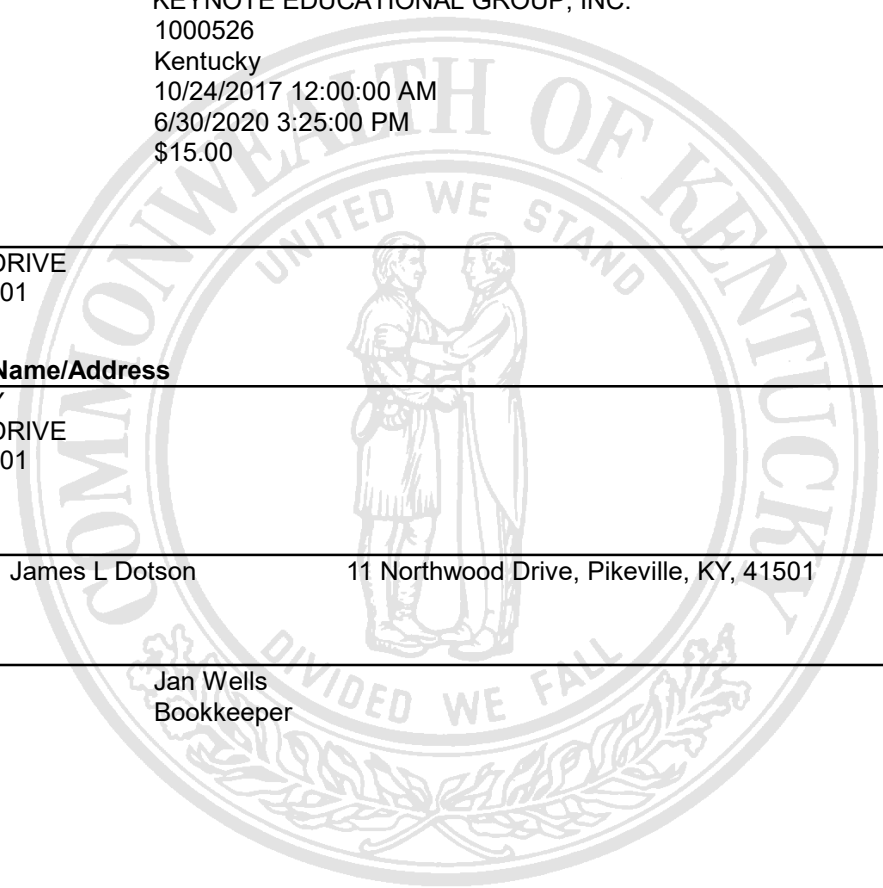 KEYNOTE EDUCATIONAL GROUP, INC.
1000526
Kentucky
10/24/2017 12:00:00 AM
6/30/2020 3:25:00 PM
$15.00
DRIVE
01
Name/Address
DRIVE
01
James L Dotson 11 Northwood Drive, Pikeville, KY, 41501
Jan Wells
Bookkeeper
COMMONWEALTH OF KENTUCKY
UNITED WE STAND
DIVIDED WE FALL